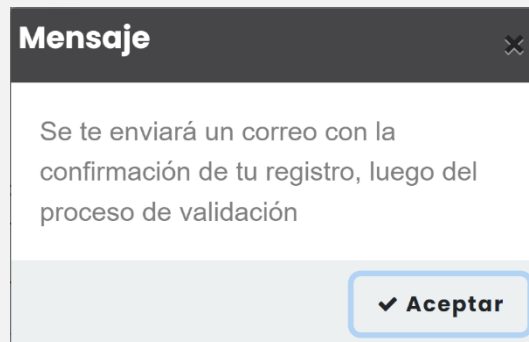 Mensaje
Se te enviará un correo con la
confirmación de tu registro, luego del
proceso de validación
Aceptar